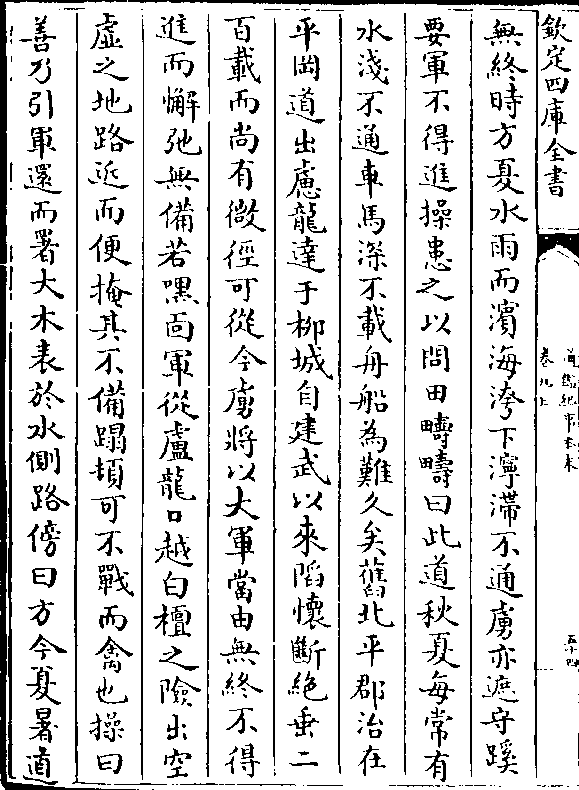 欽定四庫全書
通鑑紀事本末
卷九上
五十四
無終時方夏水雨而濱海洿下濘滯不通虜亦遮守蹊
要軍不得進操患之以問田疇疇曰此道秋夏每常有
水淺不通車馬深不載舟船為難久矣舊北平郡治在
平岡道出盧龍達于柳城自建武以來陷懷斷絶垂二
百載而尚有微徑可從今虜將以大軍當由無終不得
進而懈弛無備若嘿囘軍從盧龍口越白檀之險出空
虛之地路近而便掩其不備蹋頓可不戰而禽也操曰
善乃引軍還而署大木表於水側路傍曰方今夏暑道